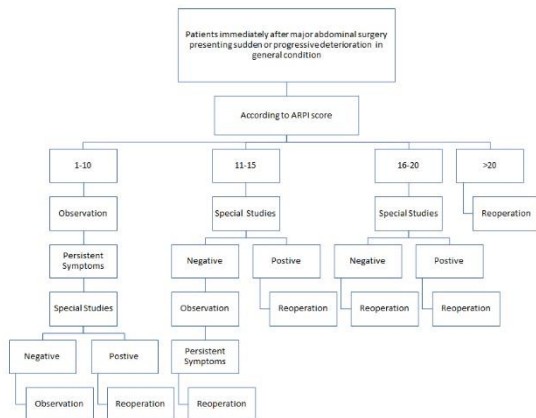 Patients immediately after major abdominal surgery
presenting sudden or progressive deterioration in
general condition
According to ARPI score
1-10
11-15
16-20
>20
Observation
Special Studies
Special Studies
Reoperation
Persistent
Symptoms
Negative
Postive
Negative
Postive
Special Studies
Observation
Reoperation
Reoperation
Reoperation
Negative
Postive
Persistent
Symptoms
Observation
Reoperation
Reoperation